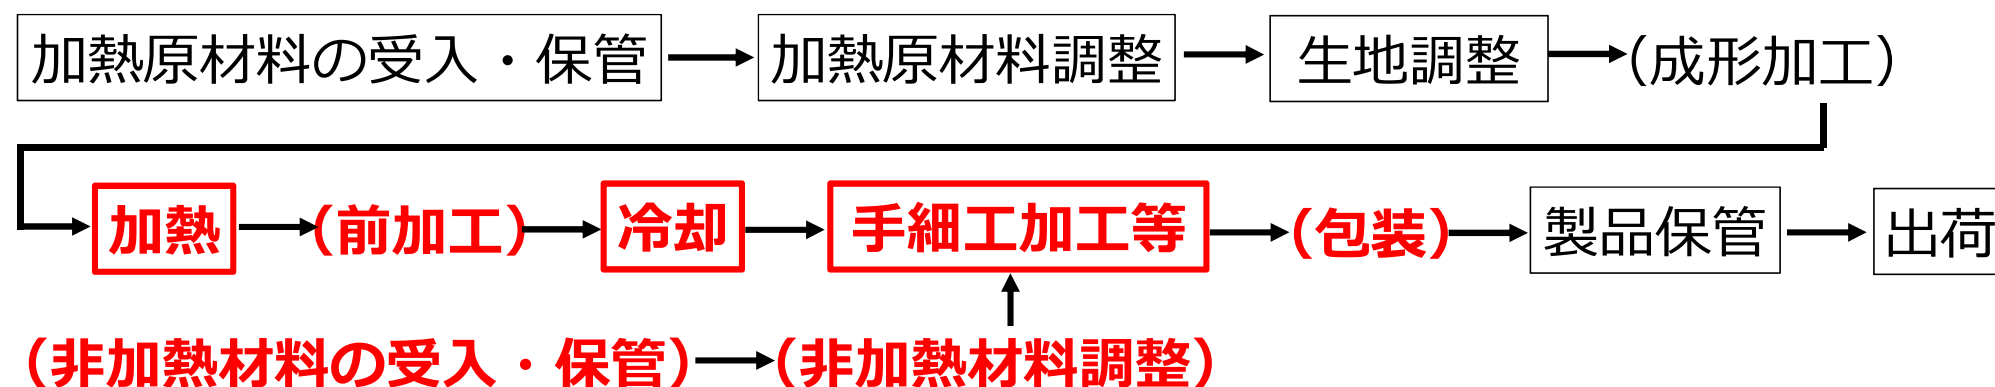 加熱原材料の受入・保管 加熱原材料調整 生地調整 (成形加工)
加熱 (前加工) 冷却 手細工加工等 (包装) 製品保管 出荷
(非加熱材料の受入・保管) (非加熱材料調整)